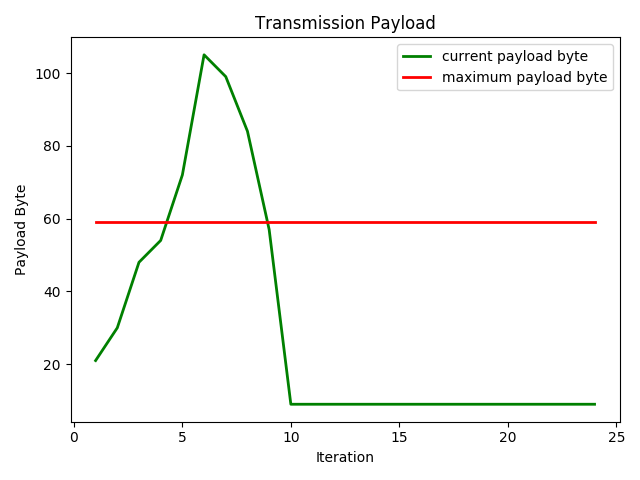 Transmission Payload
current payload byte
maximum payload byte
Payload Byte
100
80
60
40
20
0
5
10
15
20
25
Iteration